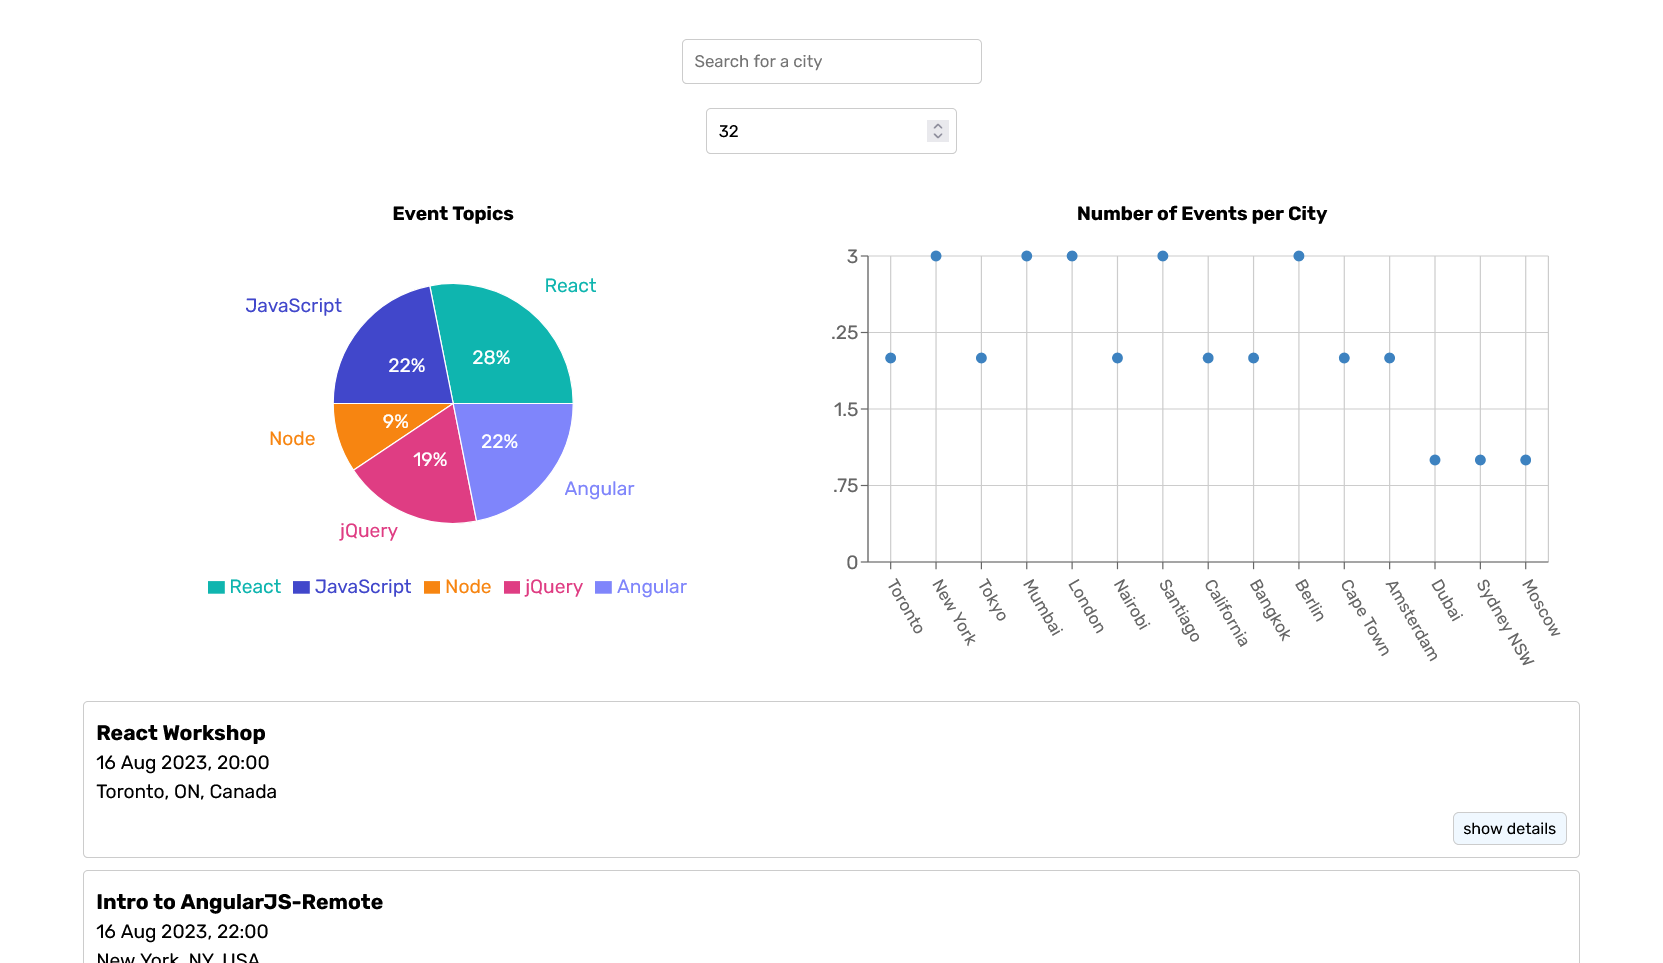 Search for a city
32
Event Topics
React
JavaScript
28%
22%
9%
Node
22%
19%
Angular
jQuery
React JavaScript Node jQuery Angular
Number of Events per City
3
.25
1.5
.75
0
Toronto
New York
Tokyo
Mumbai
London
Nairobi
Santiago
California
Bangkok
Berlin
Cape Town
Amsterdam
Dubai
Sydney NSW
Moscow
React Workshop
16 Aug 2023, 20:00
Toronto, ON, Canada
show details
Intro to AngularJS-Remote
16 Aug 2023, 22:00
New York, NY, USA